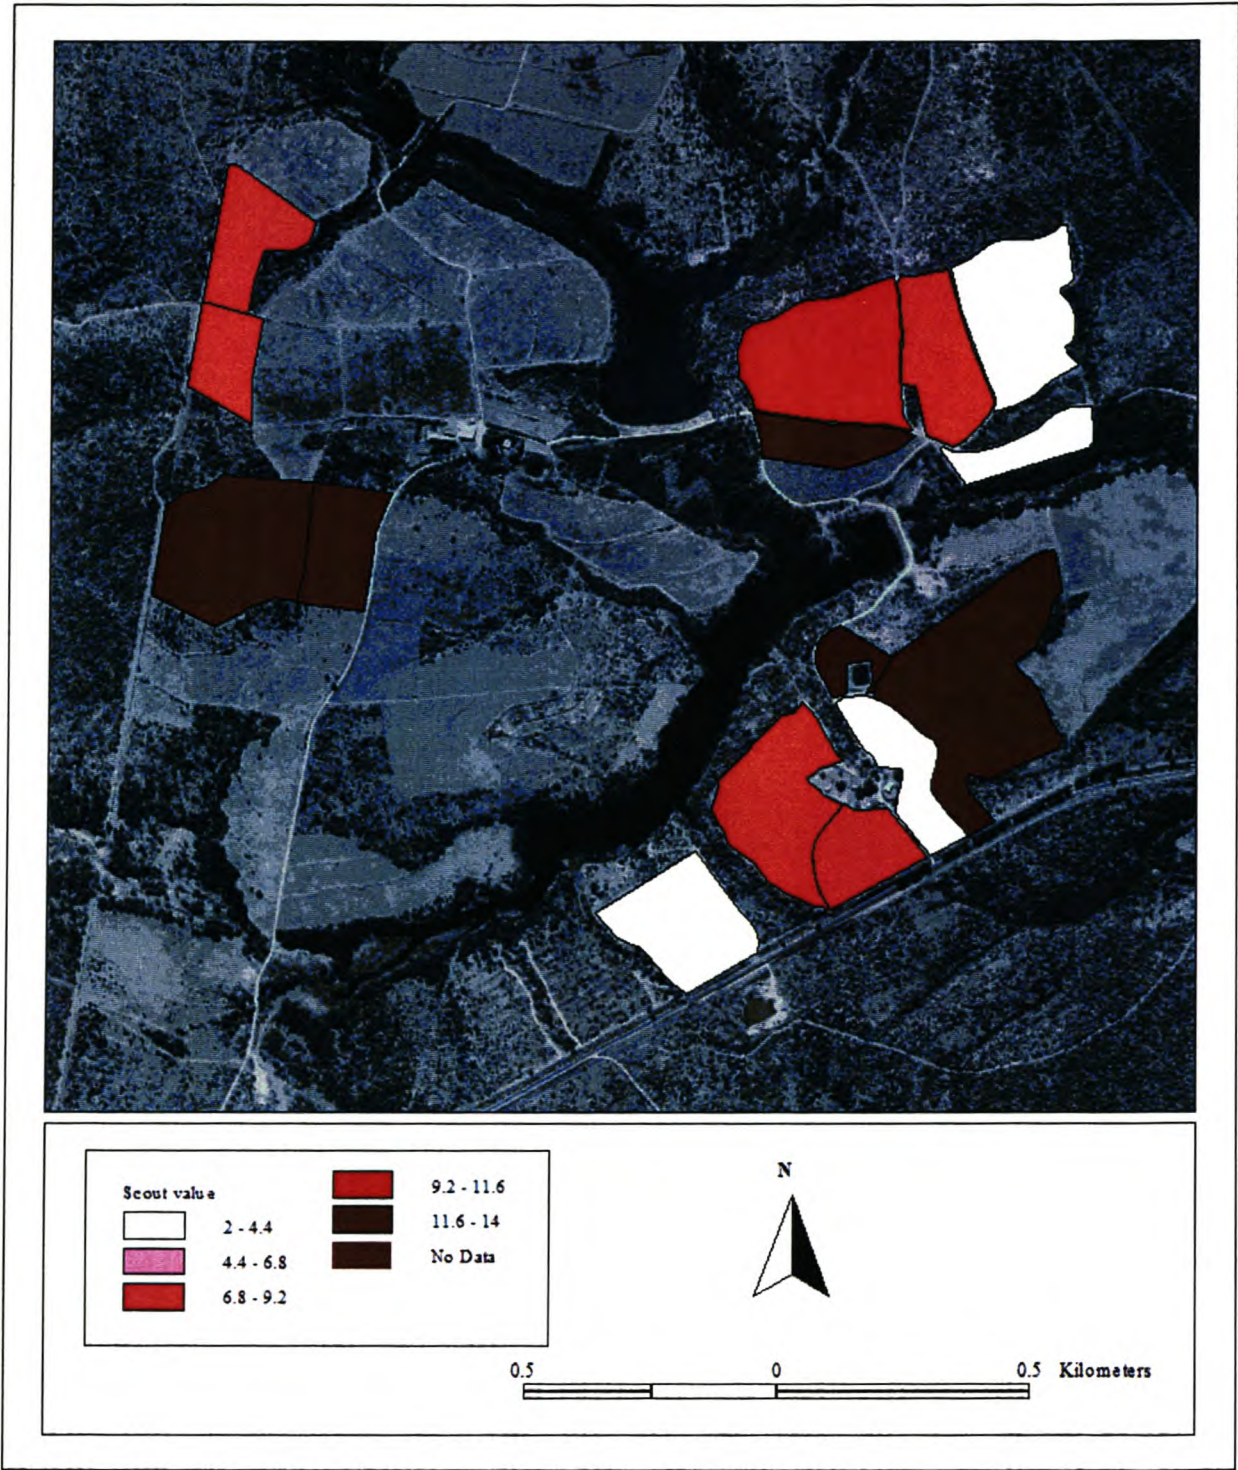 Scout value
2 - 4.4
4.4 - 6.8
6.8 - 9.2
9.2 - 11.6
11.6 - 14
No Data
N
0.5 0 0.5 Kilometers